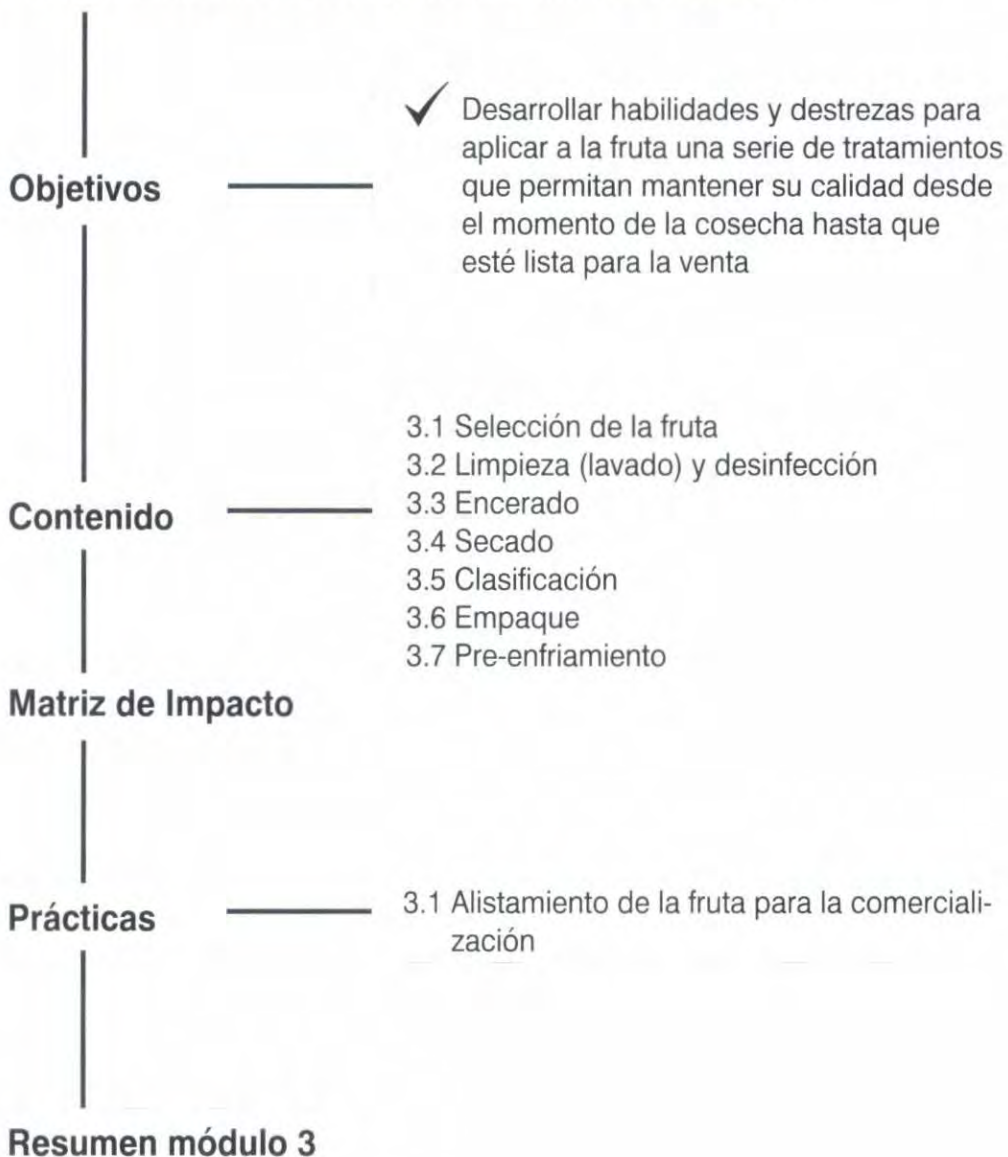 Objetivos
✓ Desarrollar habilidades y destrezas para
aplicar a la fruta una serie de tratamientos
que permitan mantener su calidad desde
el momento de la cosecha hasta que
esté lista para la venta
Contenido
3.1 Selección de la fruta
3.2 Limpieza (lavado) y desinfección
3.3 Encerado
3.4 Secado
3.5 Clasificación
3.6 Empaque
3.7 Pre-enfriamiento
Matriz de Impacto
Prácticas
3.1 Alistamiento de la fruta para la comerciali-
zación
Resumen módulo 3